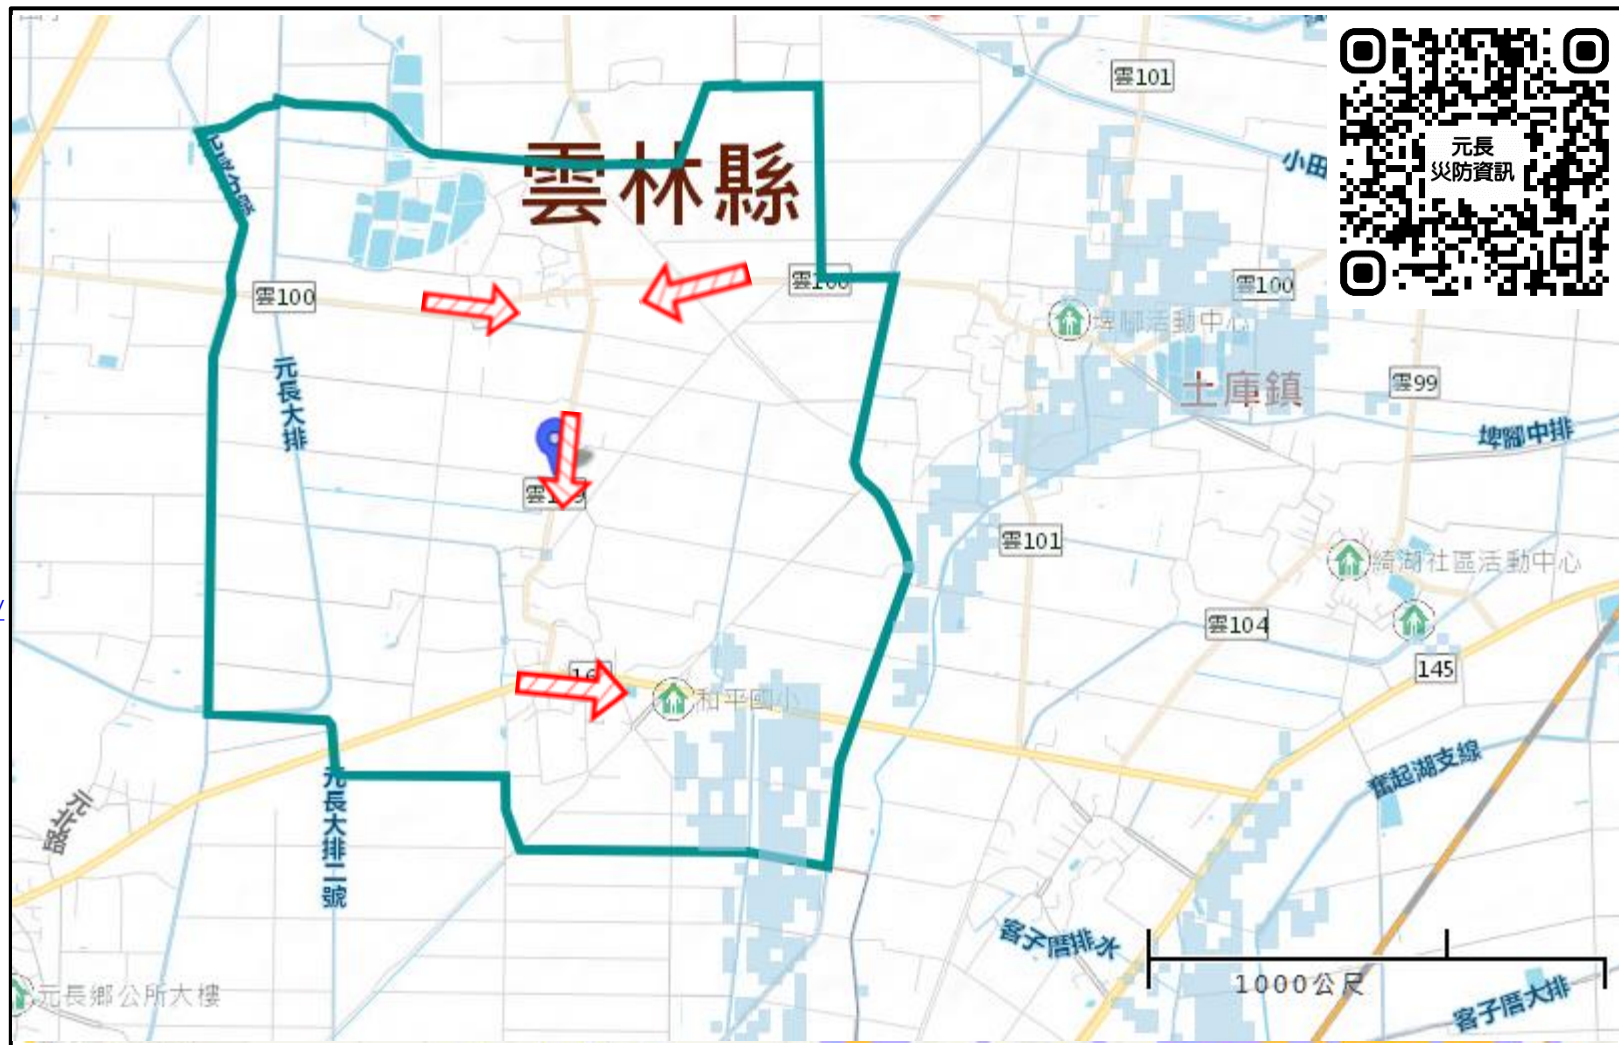 雲101
元長
災防資訊
小田
雲林縣
雲100
雲100
雲100
埤腳活動中心
土庫鎮
雲99
元長大排
埤腳中排
雲101
綺湖社區活動中心
雲104
145
和平國小
奮起湖支線
元北路
元長大排二號
客子厝排水
1000公尺
元長鄉公所大樓
客子厝大排